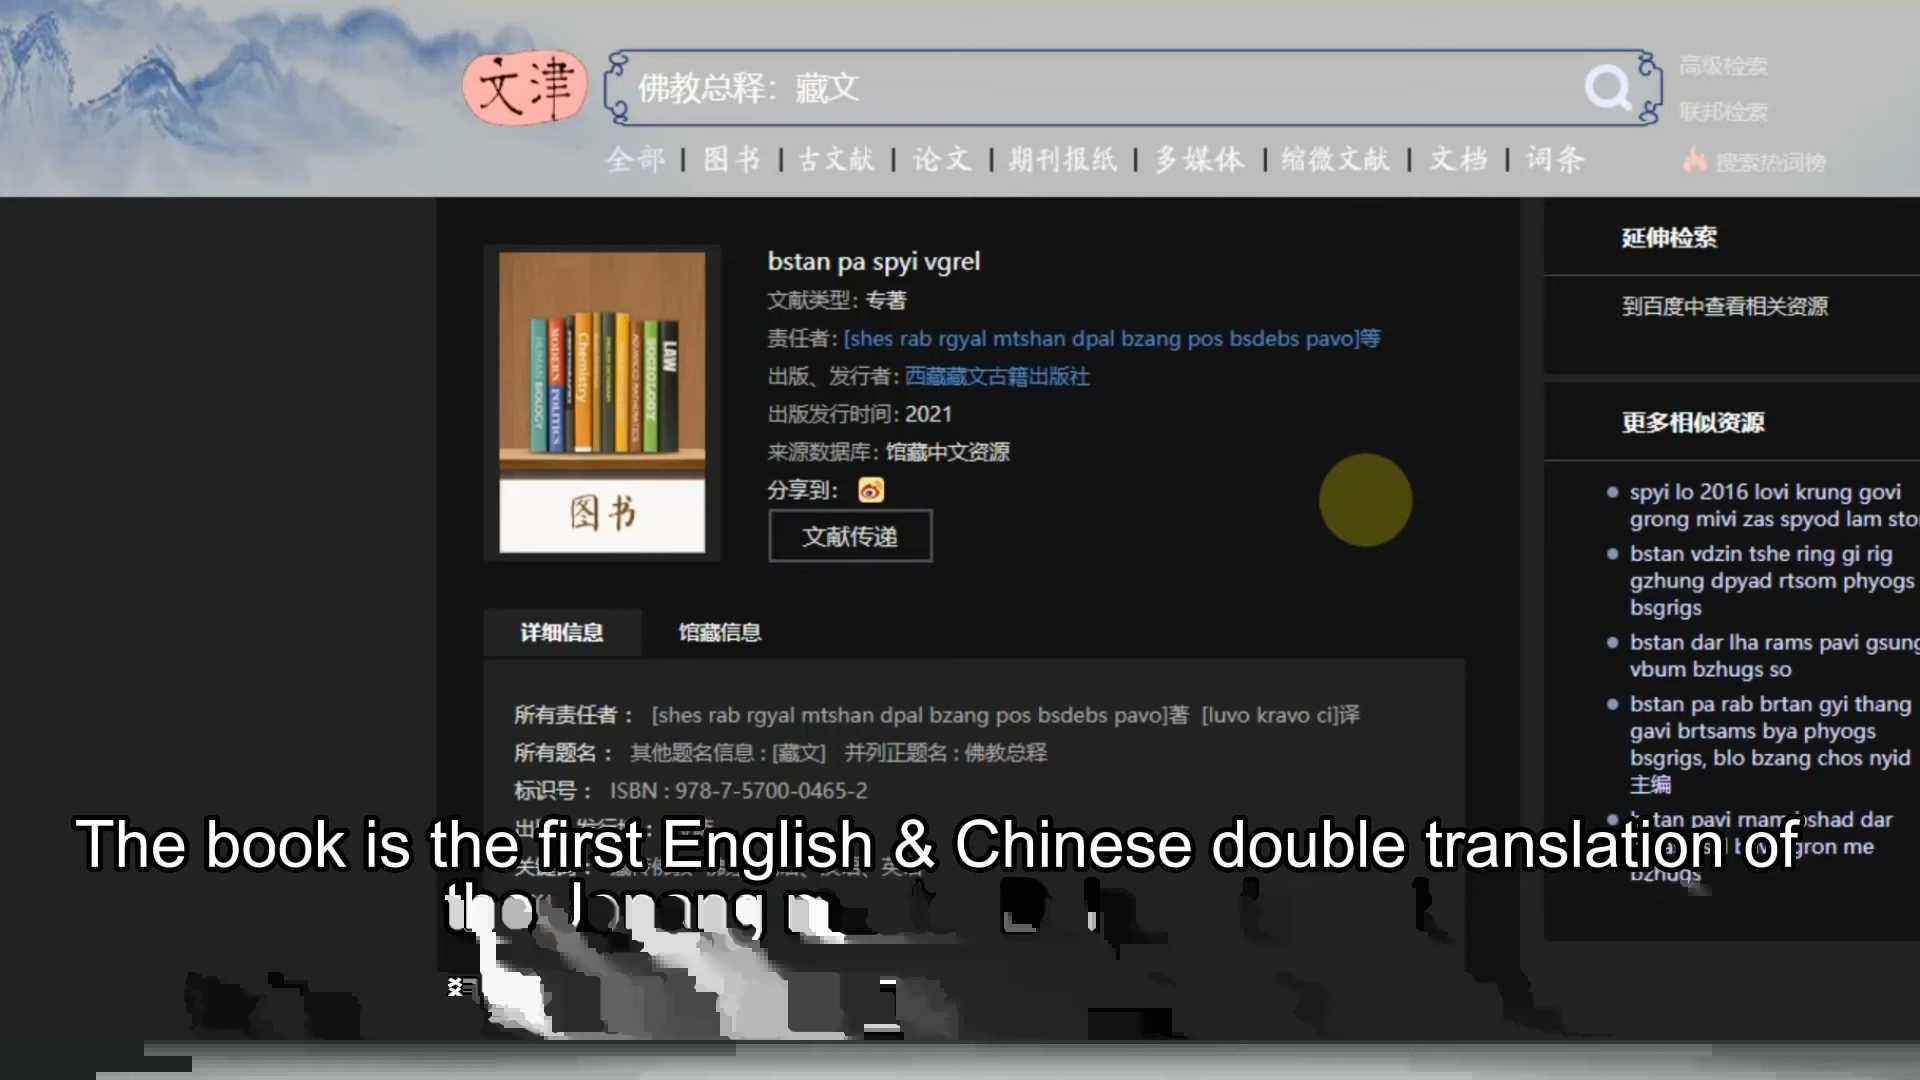 文津
佛教总释：藏文
高级检索
联邦检索
全部 | 图书 | 古文献 | 论文 | 期刊报纸 | 多媒体 | 缩微文献 | 文档 | 词条
搜索热词榜
bstan pa spyi vgrel
文献类型：专著
责任者：[shes rab rgyal mtshan dpal bzang pos bsdebs pavo]等
出版、发行者：西藏藏文古籍出版社
出版发行时间：2021
来源数据库：馆藏中文资源
分享到：
文献传递
HUMAN BIOLOGY
MODERN POLITICS
Chemistry
SOCIOLOGY
LAW
图书
详细信息
馆藏信息
所有责任者： [shes rab rgyal mtshan dpal bzang pos bsdebs pavo]著 [luvo kravo ci]译
所有题名： 其他题名信息 : [藏文] 并列正题名 : 佛教总释
标识号： ISBN : 978-7-5700-0465-2
延伸检索
到百度中查看相关资源
更多相似资源
spyi lo 2016 lovi krung govi
grong mivi zas spyod lam
bstan vdzin tshe ring gi rig
gzhung dpyad rtsom phyogs
bsgrigs
bstan dar lha rams pavi gsung
vbum bzhugs so
bstan pa rab brtan gyi thang
gavi brtsams bya phyogs
bsgrigs, blo bzang chos nyid
主编
The book is the first English & Chinese double translation of
the Jonang